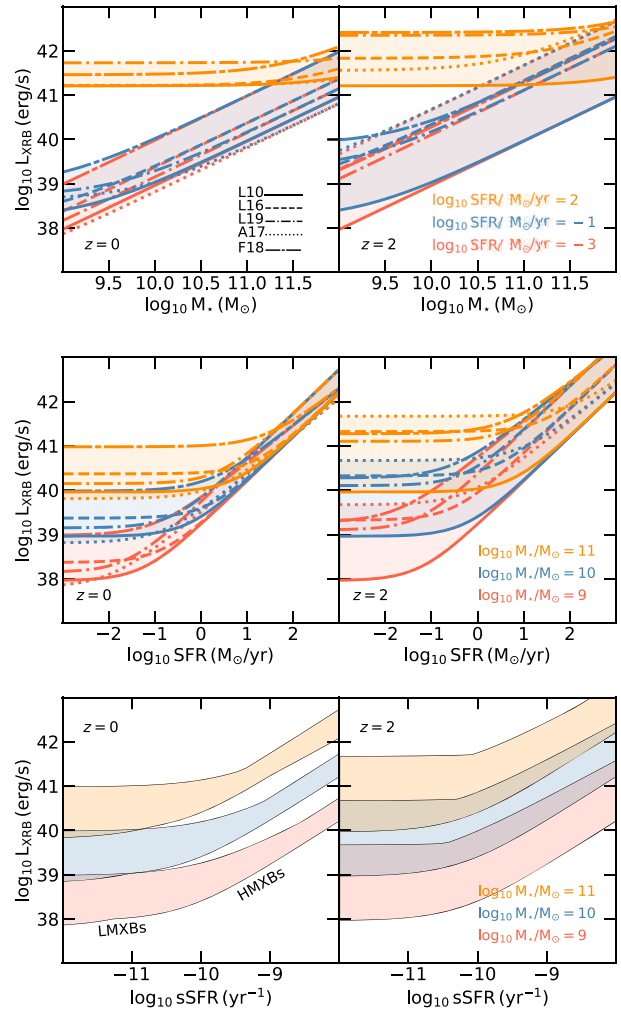 42
41
40
39
38
log₁₀ L_XRB (erg/s)
L10
L16
L19
A17
F18
z = 0
log₁₀ SFR/ M⊙/yr = 2
log₁₀ SFR/ M⊙/yr = −1
log₁₀ SFR/ M⊙/yr = −3
z = 2
9.5 10.0 10.5 11.0 11.5
9.5 10.0 10.5 11.0 11.5
log₁₀ M⋆ (M⊙)
log₁₀ M⋆ (M⊙)
42
41
40
39
38
log₁₀ L_XRB (erg/s)
z = 0
log₁₀ M⋆/M⊙ = 11
log₁₀ M⋆/M⊙ = 10
log₁₀ M⋆/M⊙ = 9
z = 2
−2 −1 0 1 2
−2 −1 0 1 2
log₁₀ SFR (M⊙/yr)
log₁₀ SFR (M⊙/yr)
z = 0
z = 2
42
41
40
39
38
log₁₀ L_XRB (erg/s)
HMXBs
LMXBs
log₁₀ M⋆/M⊙ = 11
log₁₀ M⋆/M⊙ = 10
log₁₀ M⋆/M⊙ = 9
−11 −10 −9
−11 −10 −9
log₁₀ sSFR (yr⁻¹)
log₁₀ sSFR (yr⁻¹)